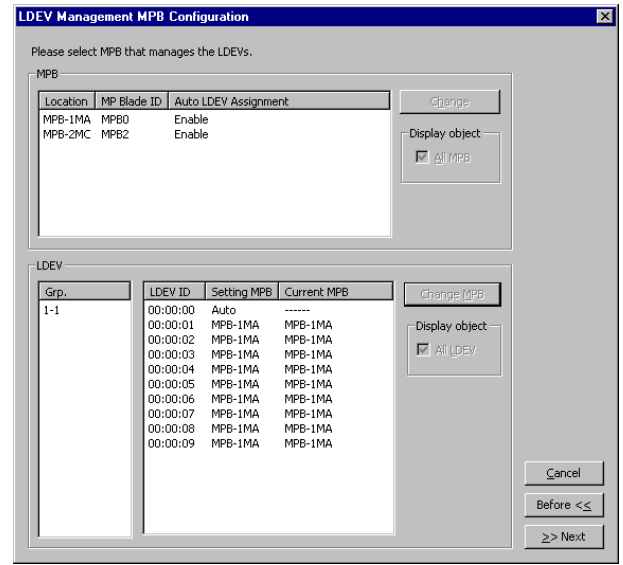 LDEV Management MPB Configuration
Please select MPB that manages the LDEVs.
MPB
Location MP Blade ID Auto LDEV Assignment
MPB-1MA MPB0 Enable
MPB-2MC MPB2 Enable
Change
Display object
All MPB
LDEV
Grp.
1-1
LDEV ID Setting MPB Current MPB
00:00:00 Auto ------
00:00:01 MPB-1MA MPB-1MA
00:00:02 MPB-1MA MPB-1MA
00:00:03 MPB-1MA MPB-1MA
00:00:04 MPB-1MA MPB-1MA
00:00:05 MPB-1MA MPB-1MA
00:00:06 MPB-1MA MPB-1MA
00:00:07 MPB-1MA MPB-1MA
00:00:08 MPB-1MA MPB-1MA
00:00:09 MPB-1MA MPB-1MA
Change MPB
Display object
All LDEV
Cancel
Before <<
>> Next